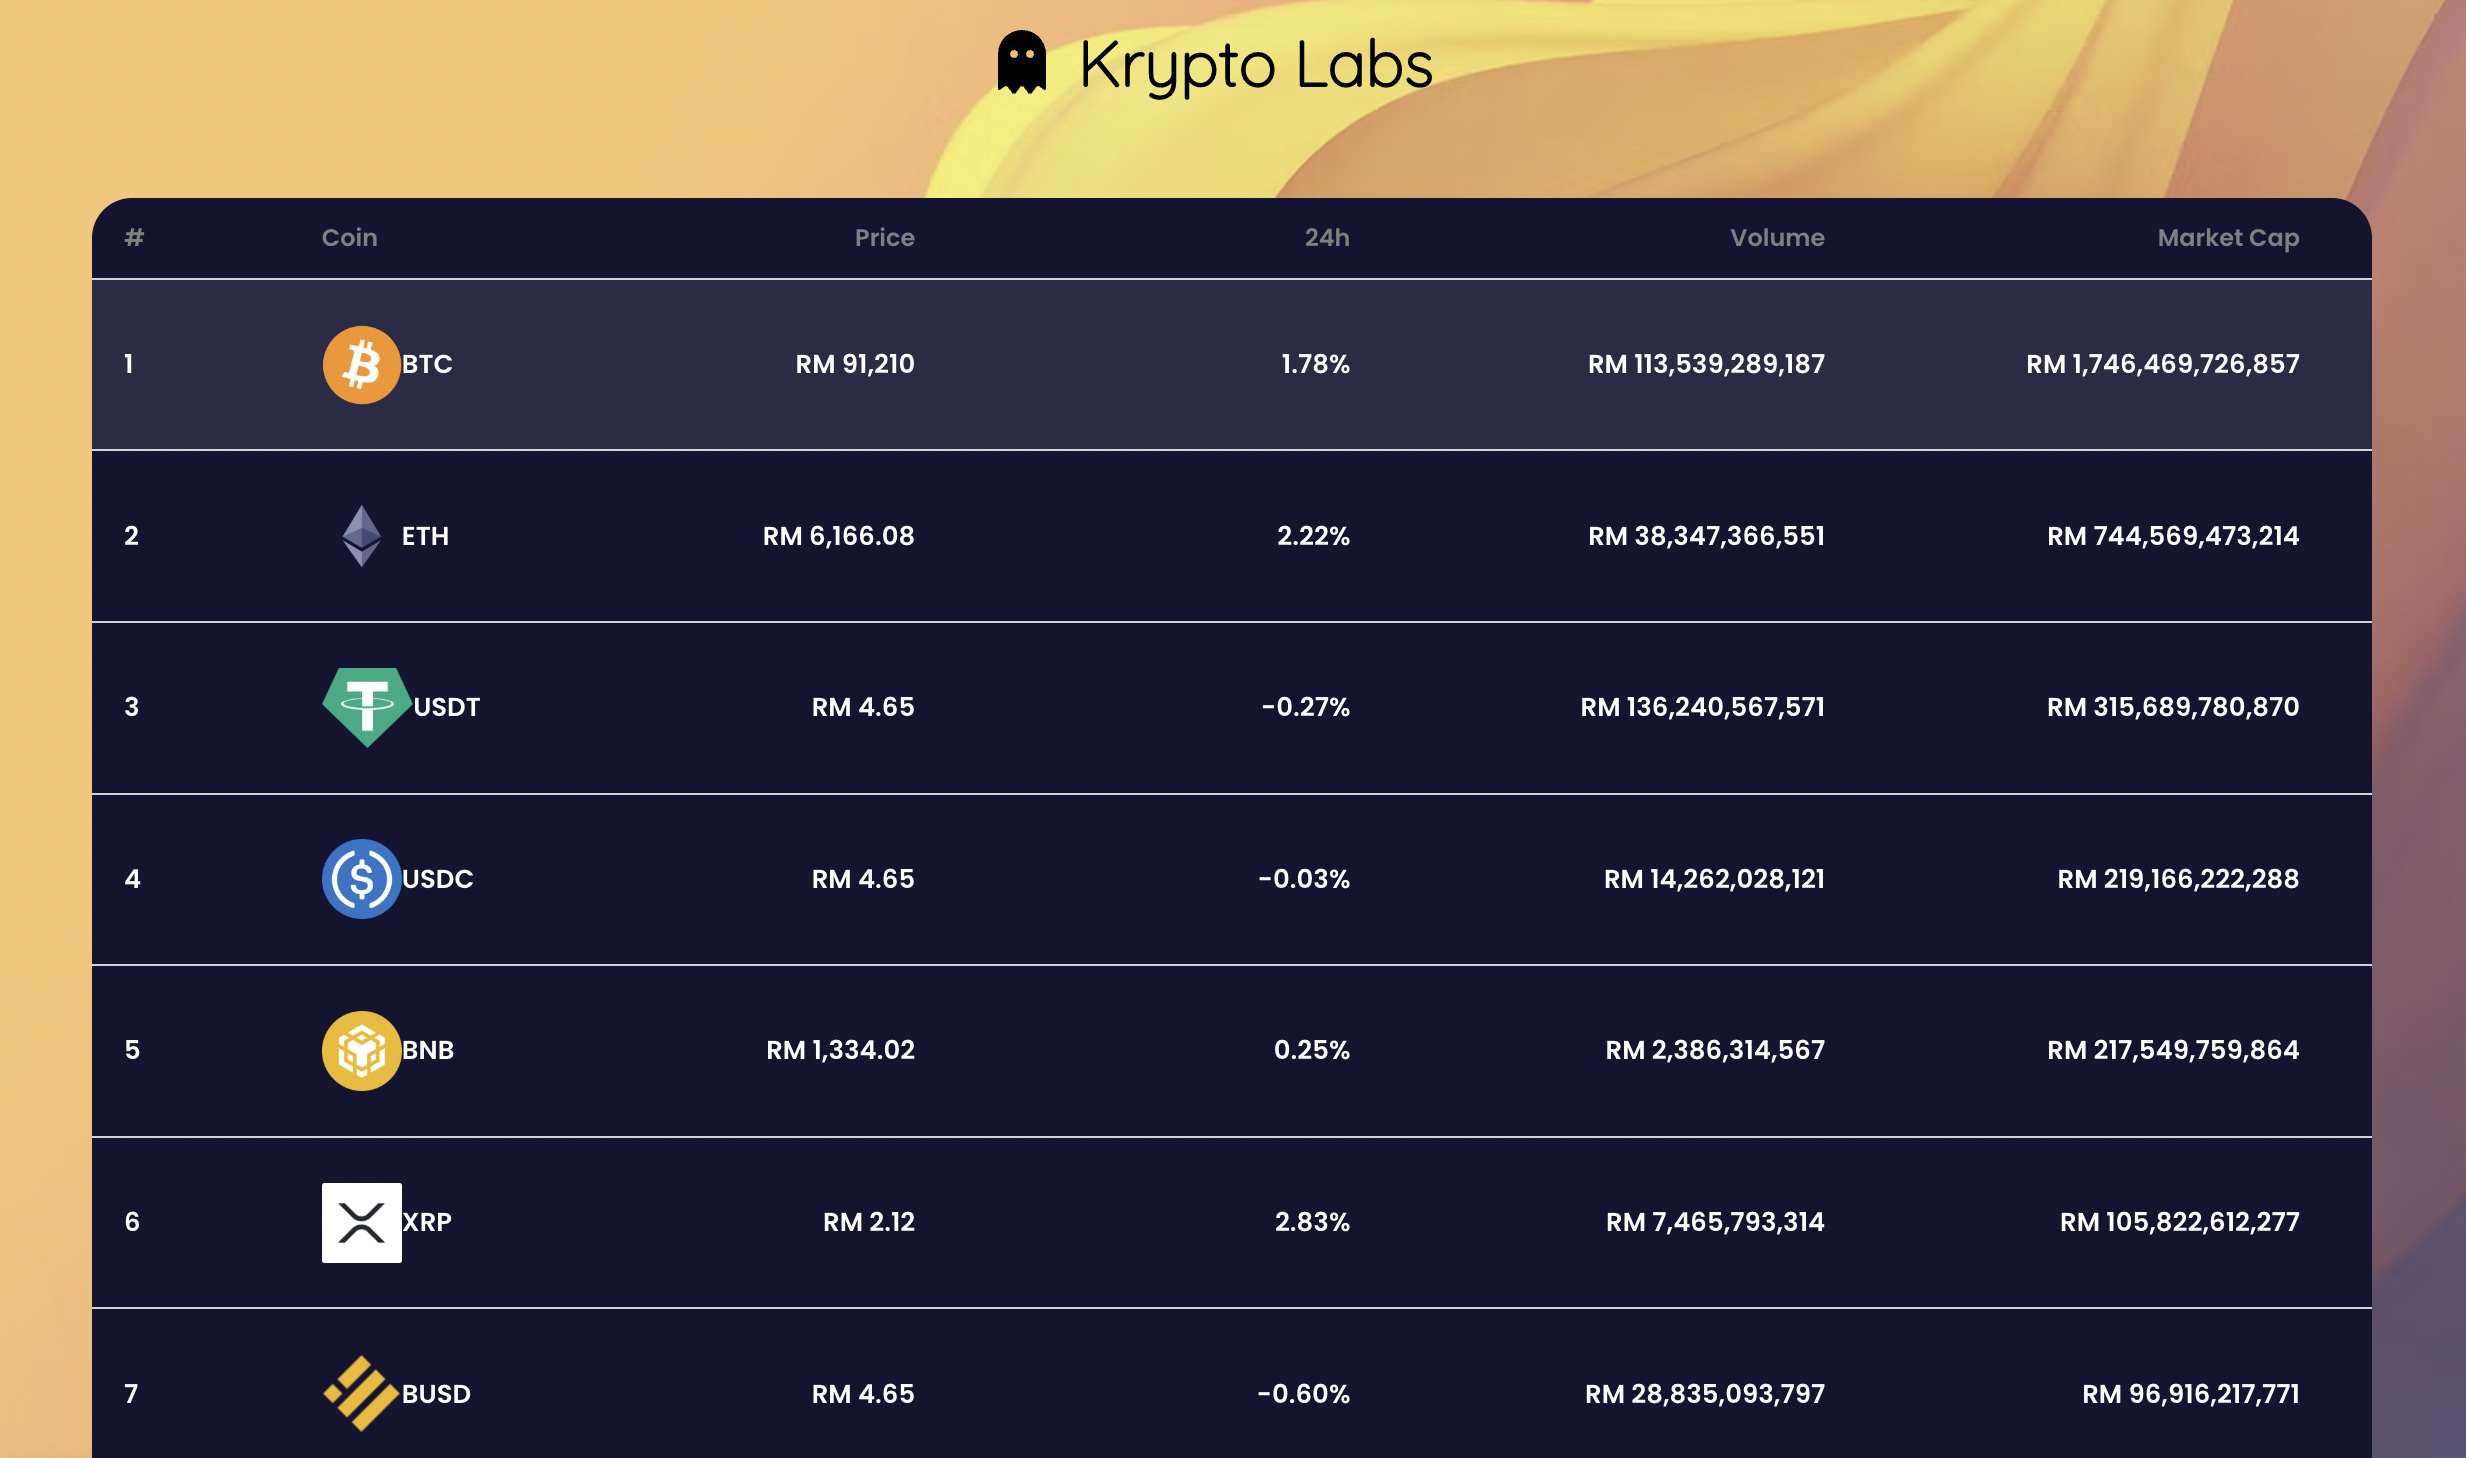 Krypto Labs
# Coin Price 24h Volume Market Cap
1 BTC RM 91,210 1.78% RM 113,539,289,187 RM 1,746,469,726,857
2 ETH RM 6,166.08 2.22% RM 38,347,366,551 RM 744,569,473,214
3 USDT RM 4.65 -0.27% RM 136,240,567,571 RM 315,689,780,870
4 USDC RM 4.65 -0.03% RM 14,262,028,121 RM 219,166,222,288
5 BNB RM 1,334.02 0.25% RM 2,386,314,567 RM 217,549,759,864
6 XRP RM 2.12 2.83% RM 7,465,793,314 RM 105,822,612,277
7 BUSD RM 4.65 -0.60% RM 28,835,093,797 RM 96,916,217,771